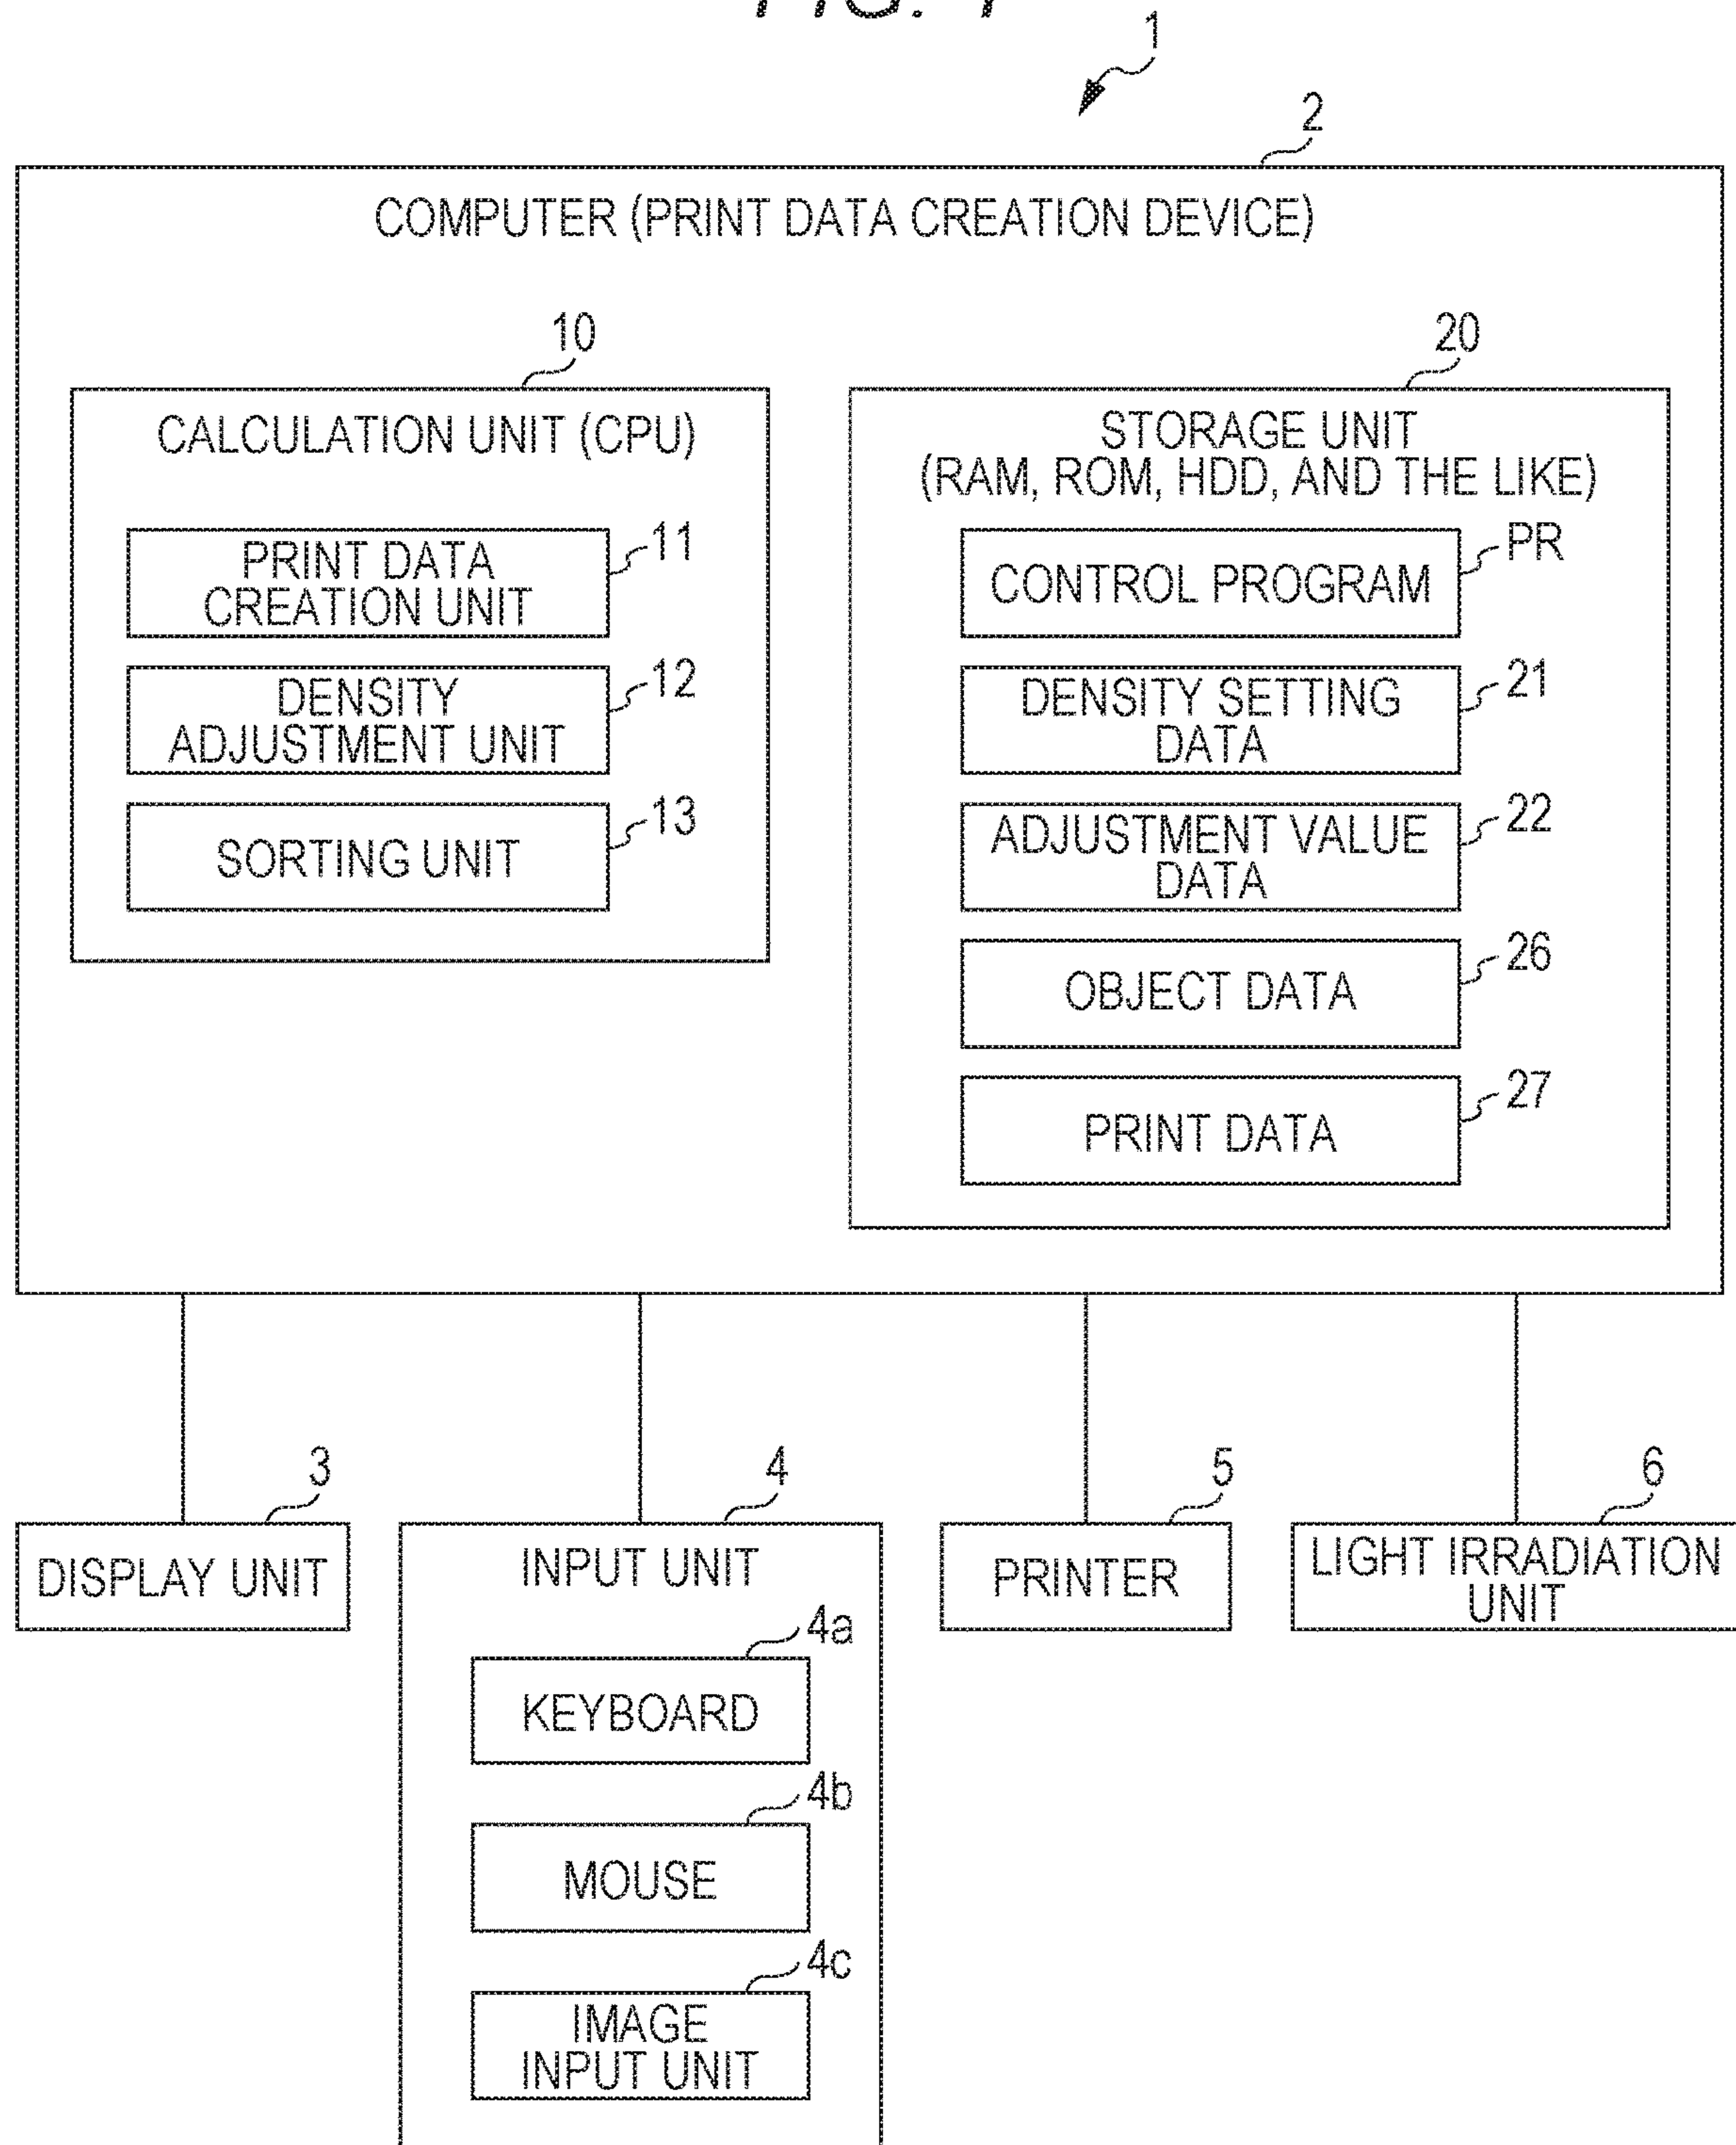 FIG. 1
1
2
COMPUTER (PRINT DATA CREATION DEVICE)
10
CALCULATION UNIT (CPU)
PRINT DATA
CREATION UNIT
11
DENSITY
ADJUSTMENT UNIT
12
SORTING UNIT
13
20
STORAGE UNIT
(RAM, ROM, HDD, AND THE LIKE)
CONTROL PROGRAM
PR
DENSITY SETTING
DATA
21
ADJUSTMENT VALUE
DATA
22
OBJECT DATA
26
PRINT DATA
27
3
DISPLAY UNIT
4
INPUT UNIT
4a
KEYBOARD
4b
MOUSE
4c
IMAGE
INPUT UNIT
5
PRINTER
6
LIGHT IRRADIATION
UNIT